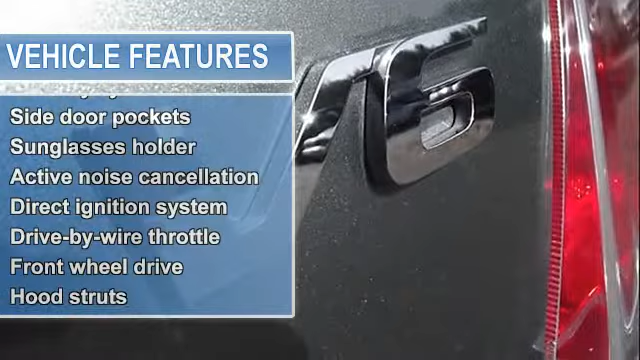 VEHICLE FEATURES
Side door pockets
Sunglasses holder
Active noise cancellation
Direct ignition system
Drive-by-wire throttle
Front wheel drive
Hood struts
V6